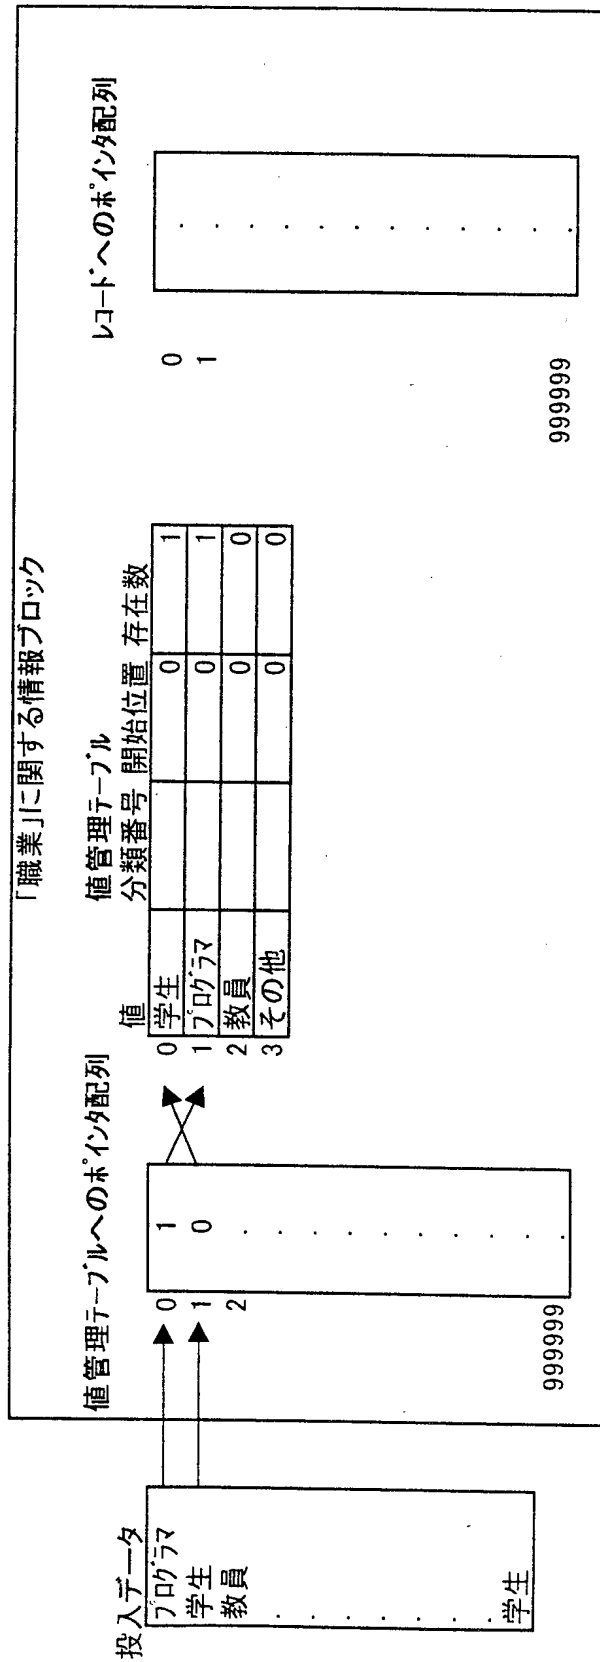 「職業」に関する情報ブロック
投入データ
プログラマ
学生
教員
学生
値管理テーブルへのポインタ配列
0 1
1 0
2
999999
値管理テーブル
値 分類番号 開始位置 存在数
0 学生 0 1
1 プログラマ 0 1
2 教員 0 0
3 その他 0 0
レコードへのポインタ配列
0
1
999999